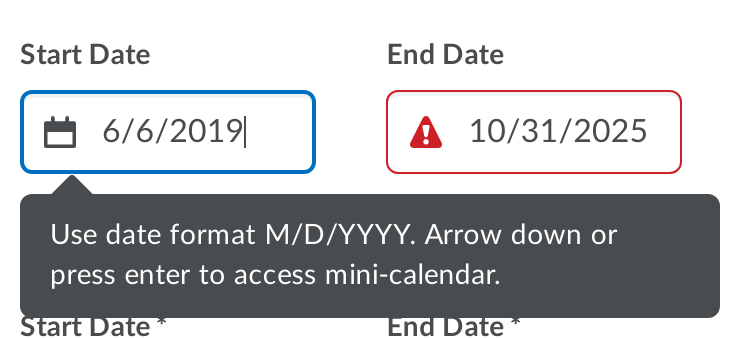 Start Date
End Date
6/6/2019
10/31/2025
Use date format M/D/YYYY. Arrow down or
press enter to access mini-calendar.
Start Date *
End Date *